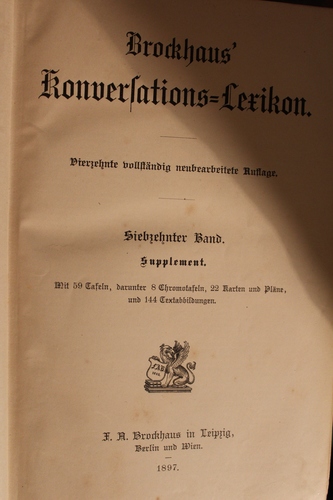 Brockhaus'
Konversations=Lexikon.
Vierzehnte vollständig neubearbeitete Auflage.
Siebzehnter Band.
Supplement.
Mit 59 Tafeln, darunter 8 Chromotafeln, 22 Karten und Pläne,
und 144 Textabbildungen.
F. A. Brockhaus in Leipzig,
Berlin und Wien.
1897.